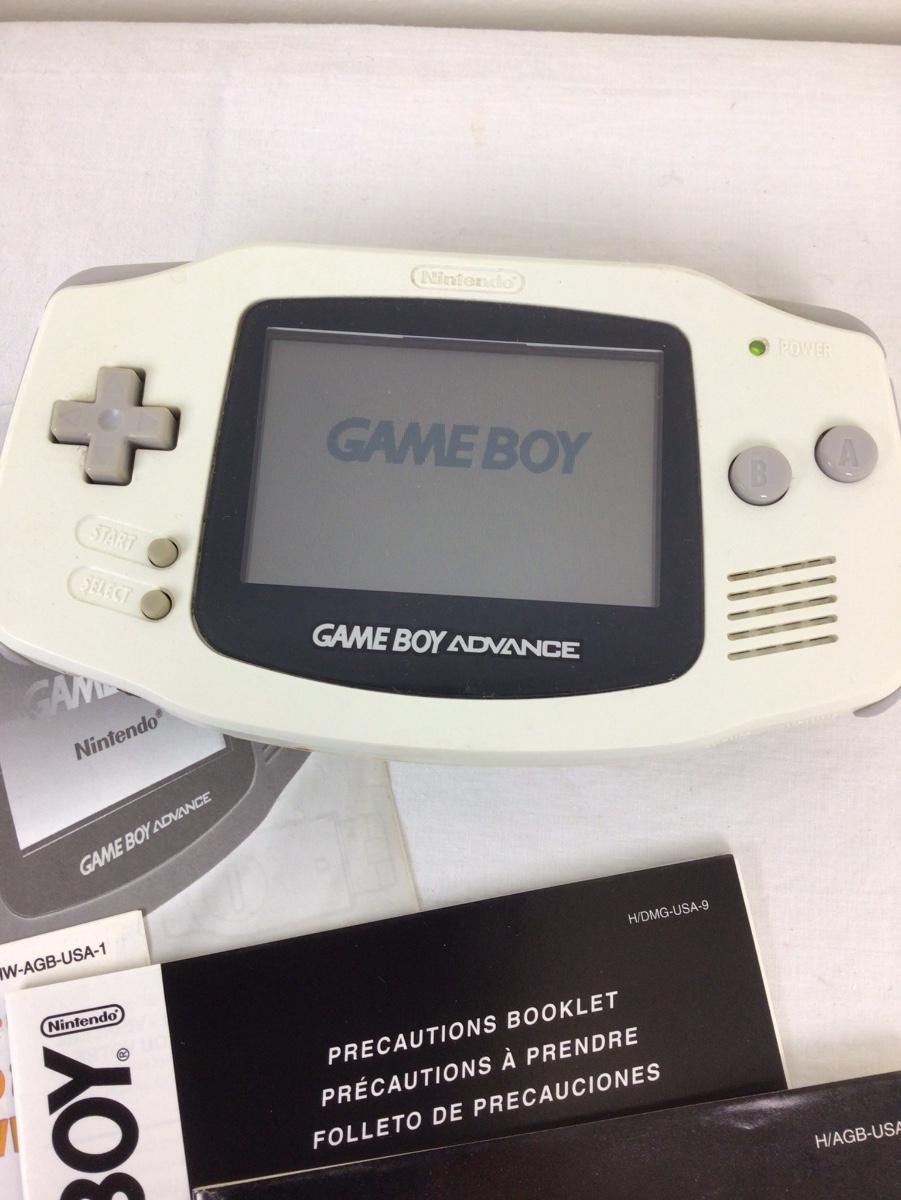 Nintendo®
POWER
GAME BOY
B
A
START
SELECT
GAME BOY ADVANCE
GAME
Nintendo®
GAME BOY ADVANCE
H/DMG-USA-9
W-AGB-USA-1
Nintendo®
BOY®
PRECAUTIONS BOOKLET
PRÉCAUTIONS À PRENDRE
FOLLETO DE PRECAUCIONES
H/AGB-USA